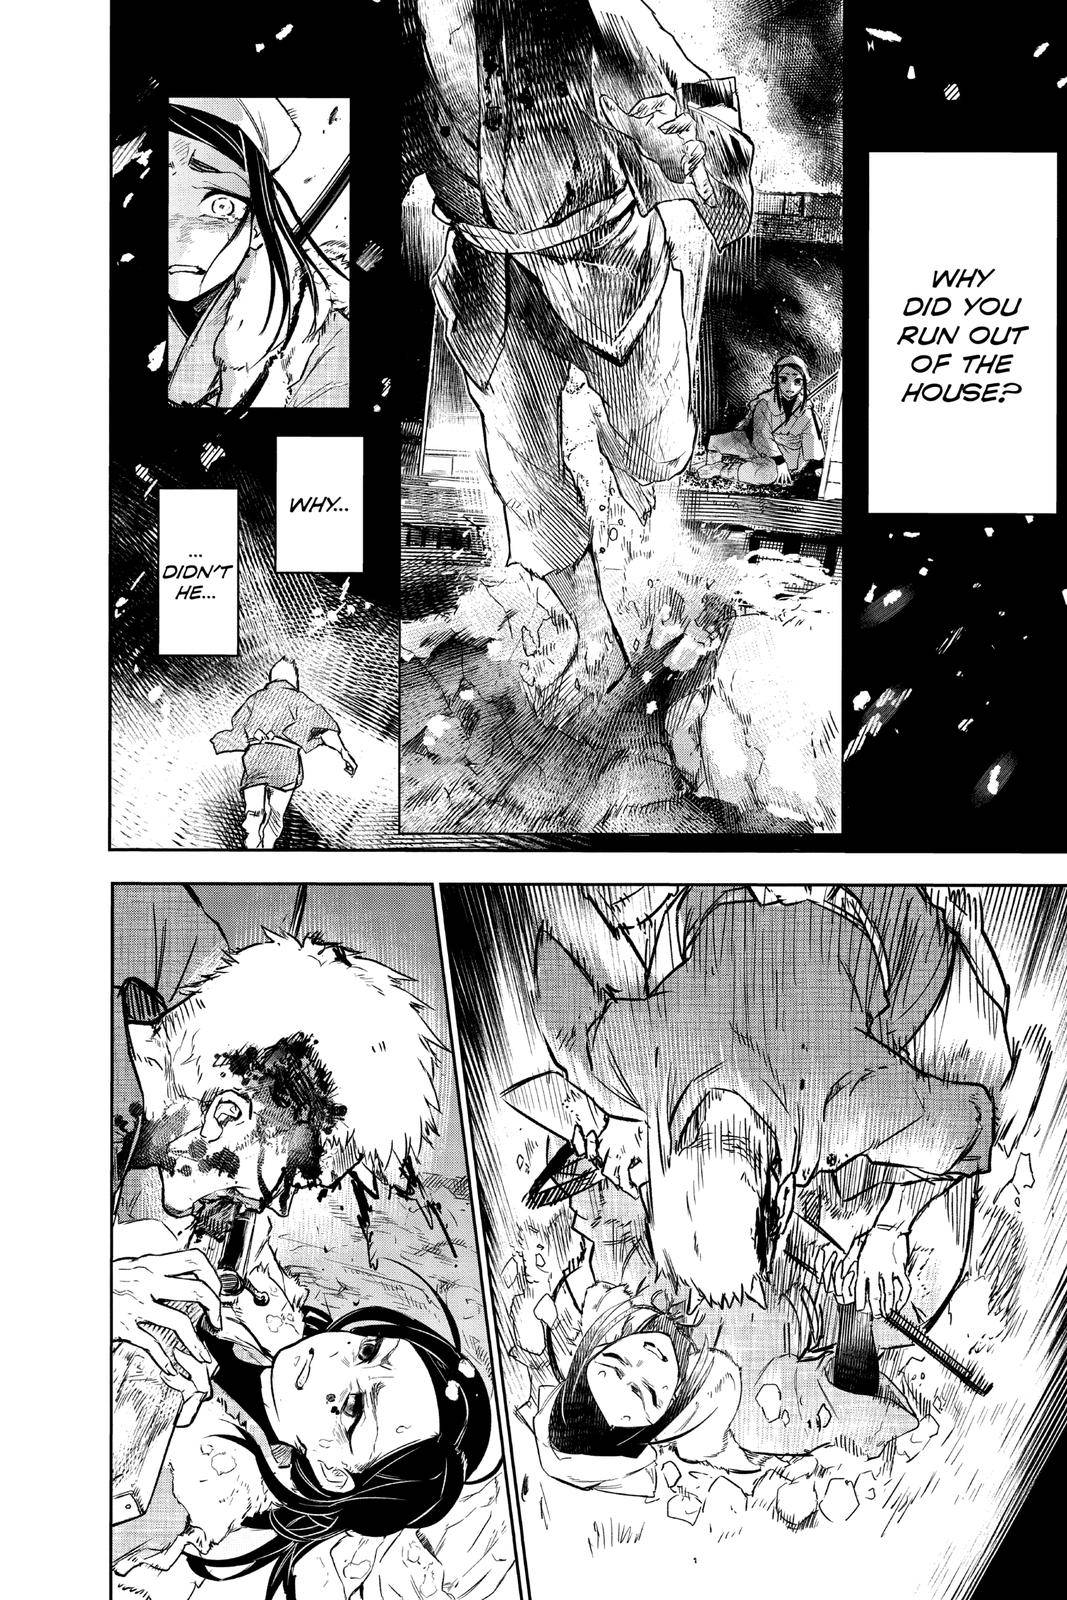 WHY
DID YOU
RUN OUT
OF THE
HOUSE?
WHY...
...
DIDN'T
HE...